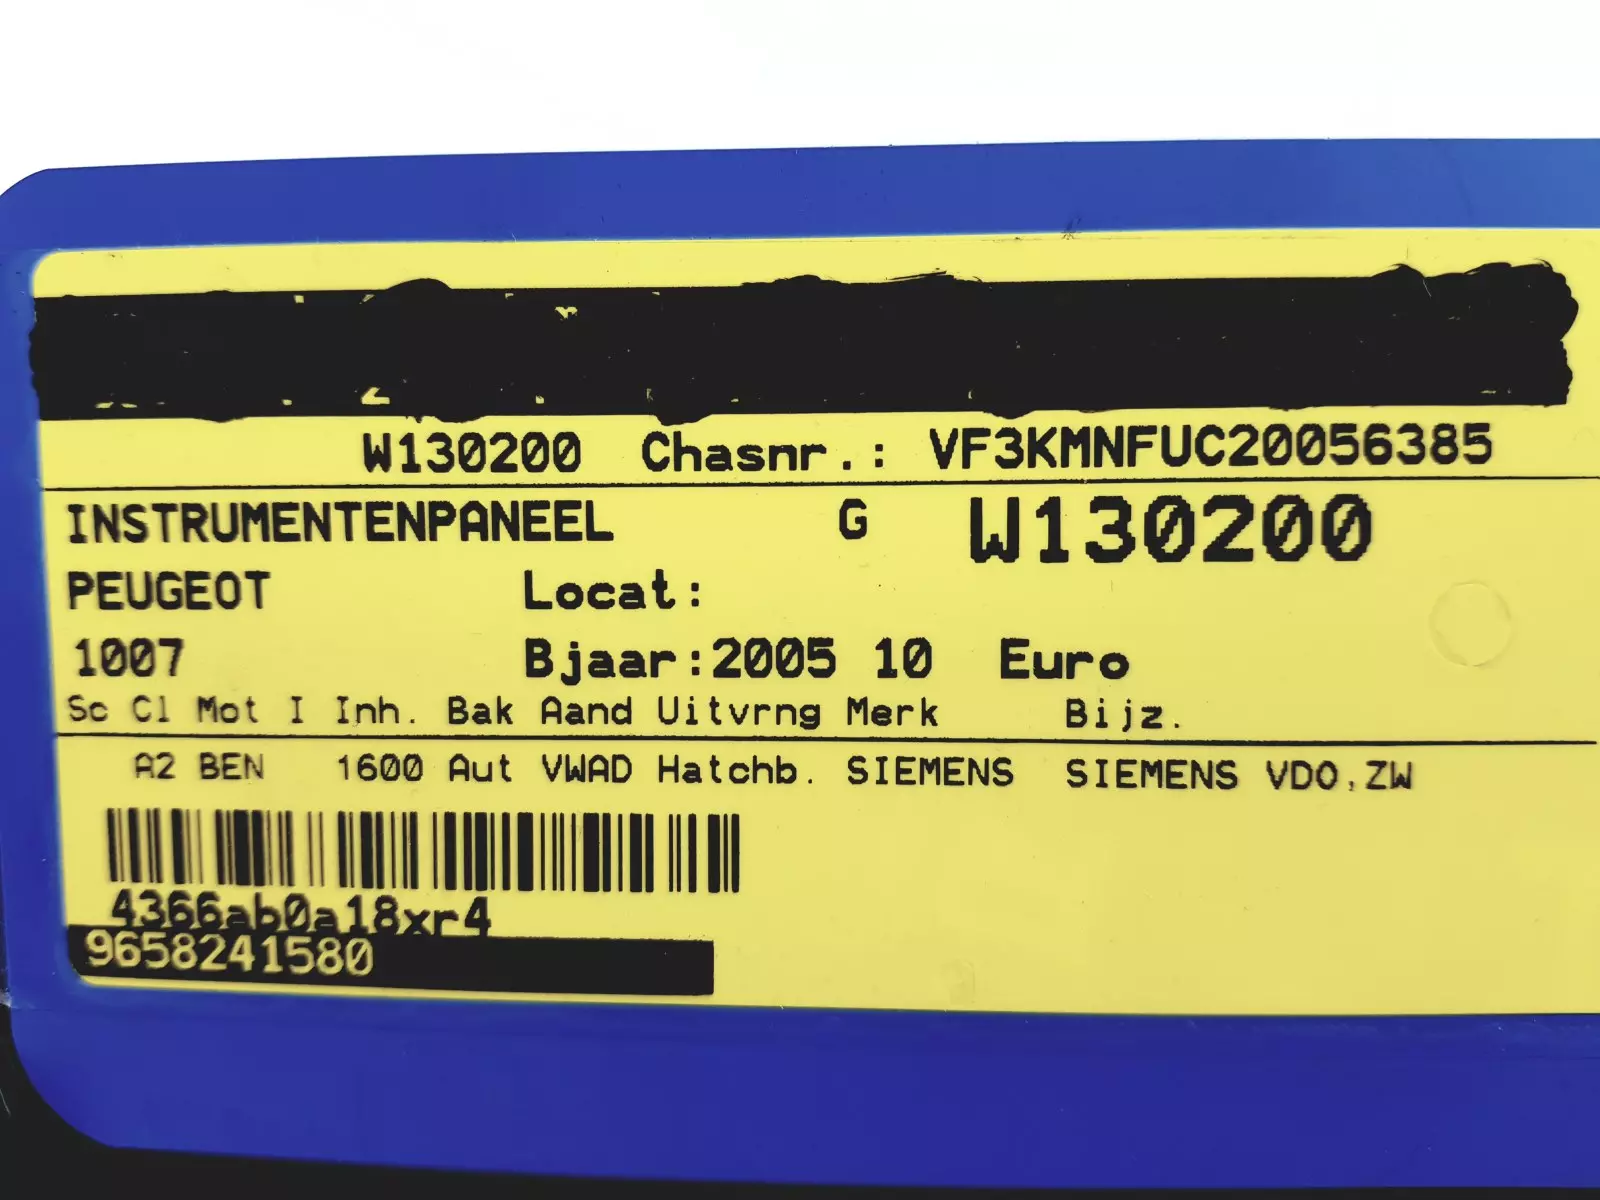 W130200 Chasnr.: VF3KMNFUC20056385
INSTRUMENTENPANEEL G W130200
PEUGEOT Locat:
1007 Bjaar:2005 10 Euro
Sc Cl Mot I Inh. Bak Aand Uitvrng Merk Bijz.
A2 BEN 1600 Aut VWAD Hatchb. SIEMENS SIEMENS VDO,ZW
4366ab0a18xr4
9658241580